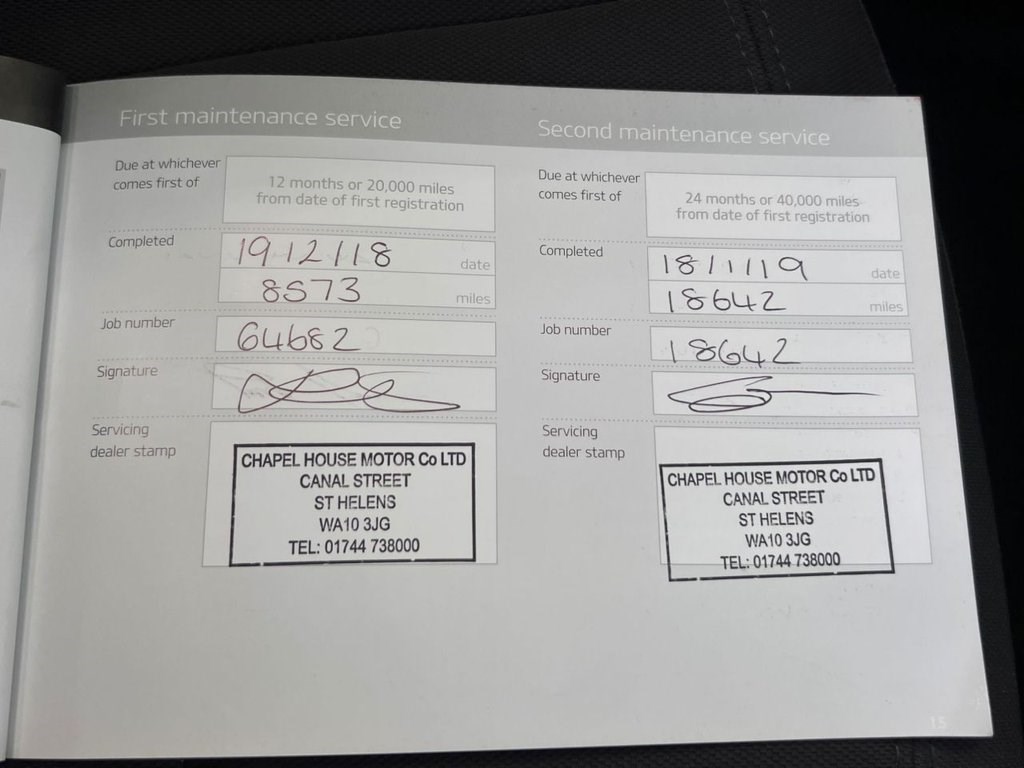 First maintenance service
Due at whichever
comes first of
12 months or 20,000 miles
from date of first registration
Completed
19 12 118
date
8573
miles
Job number
64682
Signature
Servicing
dealer stamp
CHAPEL HOUSE MOTOR Co LTD
CANAL STREET
ST HELENS
WA10 3JG
TEL: 01744 738000
Second maintenance service
Due at whichever
comes first of
24 months or 40,000 miles
from date of first registration
Completed
18/11/19
date
18642
miles
Job number
18642
Signature
Servicing
dealer stamp
CHAPEL HOUSE MOTOR Co LTD
CANAL STREET
ST HELENS
WA10 3JG
TEL: 01744 738000
15